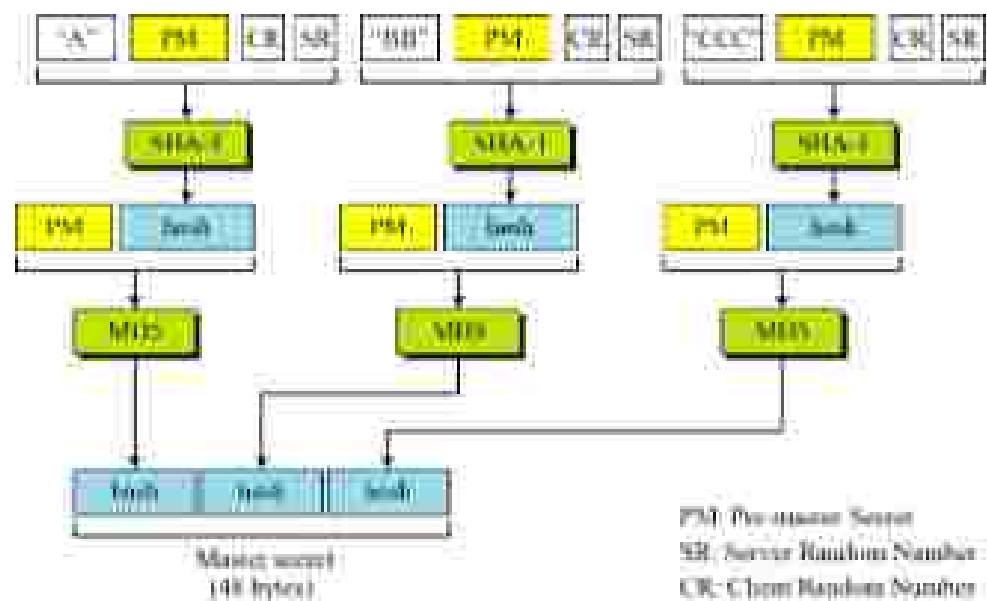 "A" PM CR SR "BB" PM CR SR "CCC" PM CR SR
SHA-1 SHA-1 SHA-1
PM hash PM hash PM hash
MD5 MD5 MD5
hash hash hash
Master secret
(48 bytes)
PM: Pre-master Secret
SR: Server Random Number
CR: Client Random Number